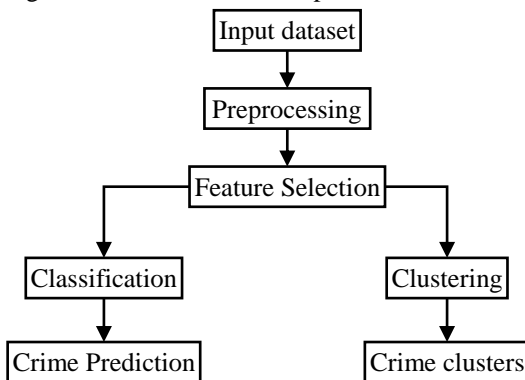 Input dataset
Preprocessing
Feature Selection
Classification
Clustering
Crime Prediction
Crime clusters